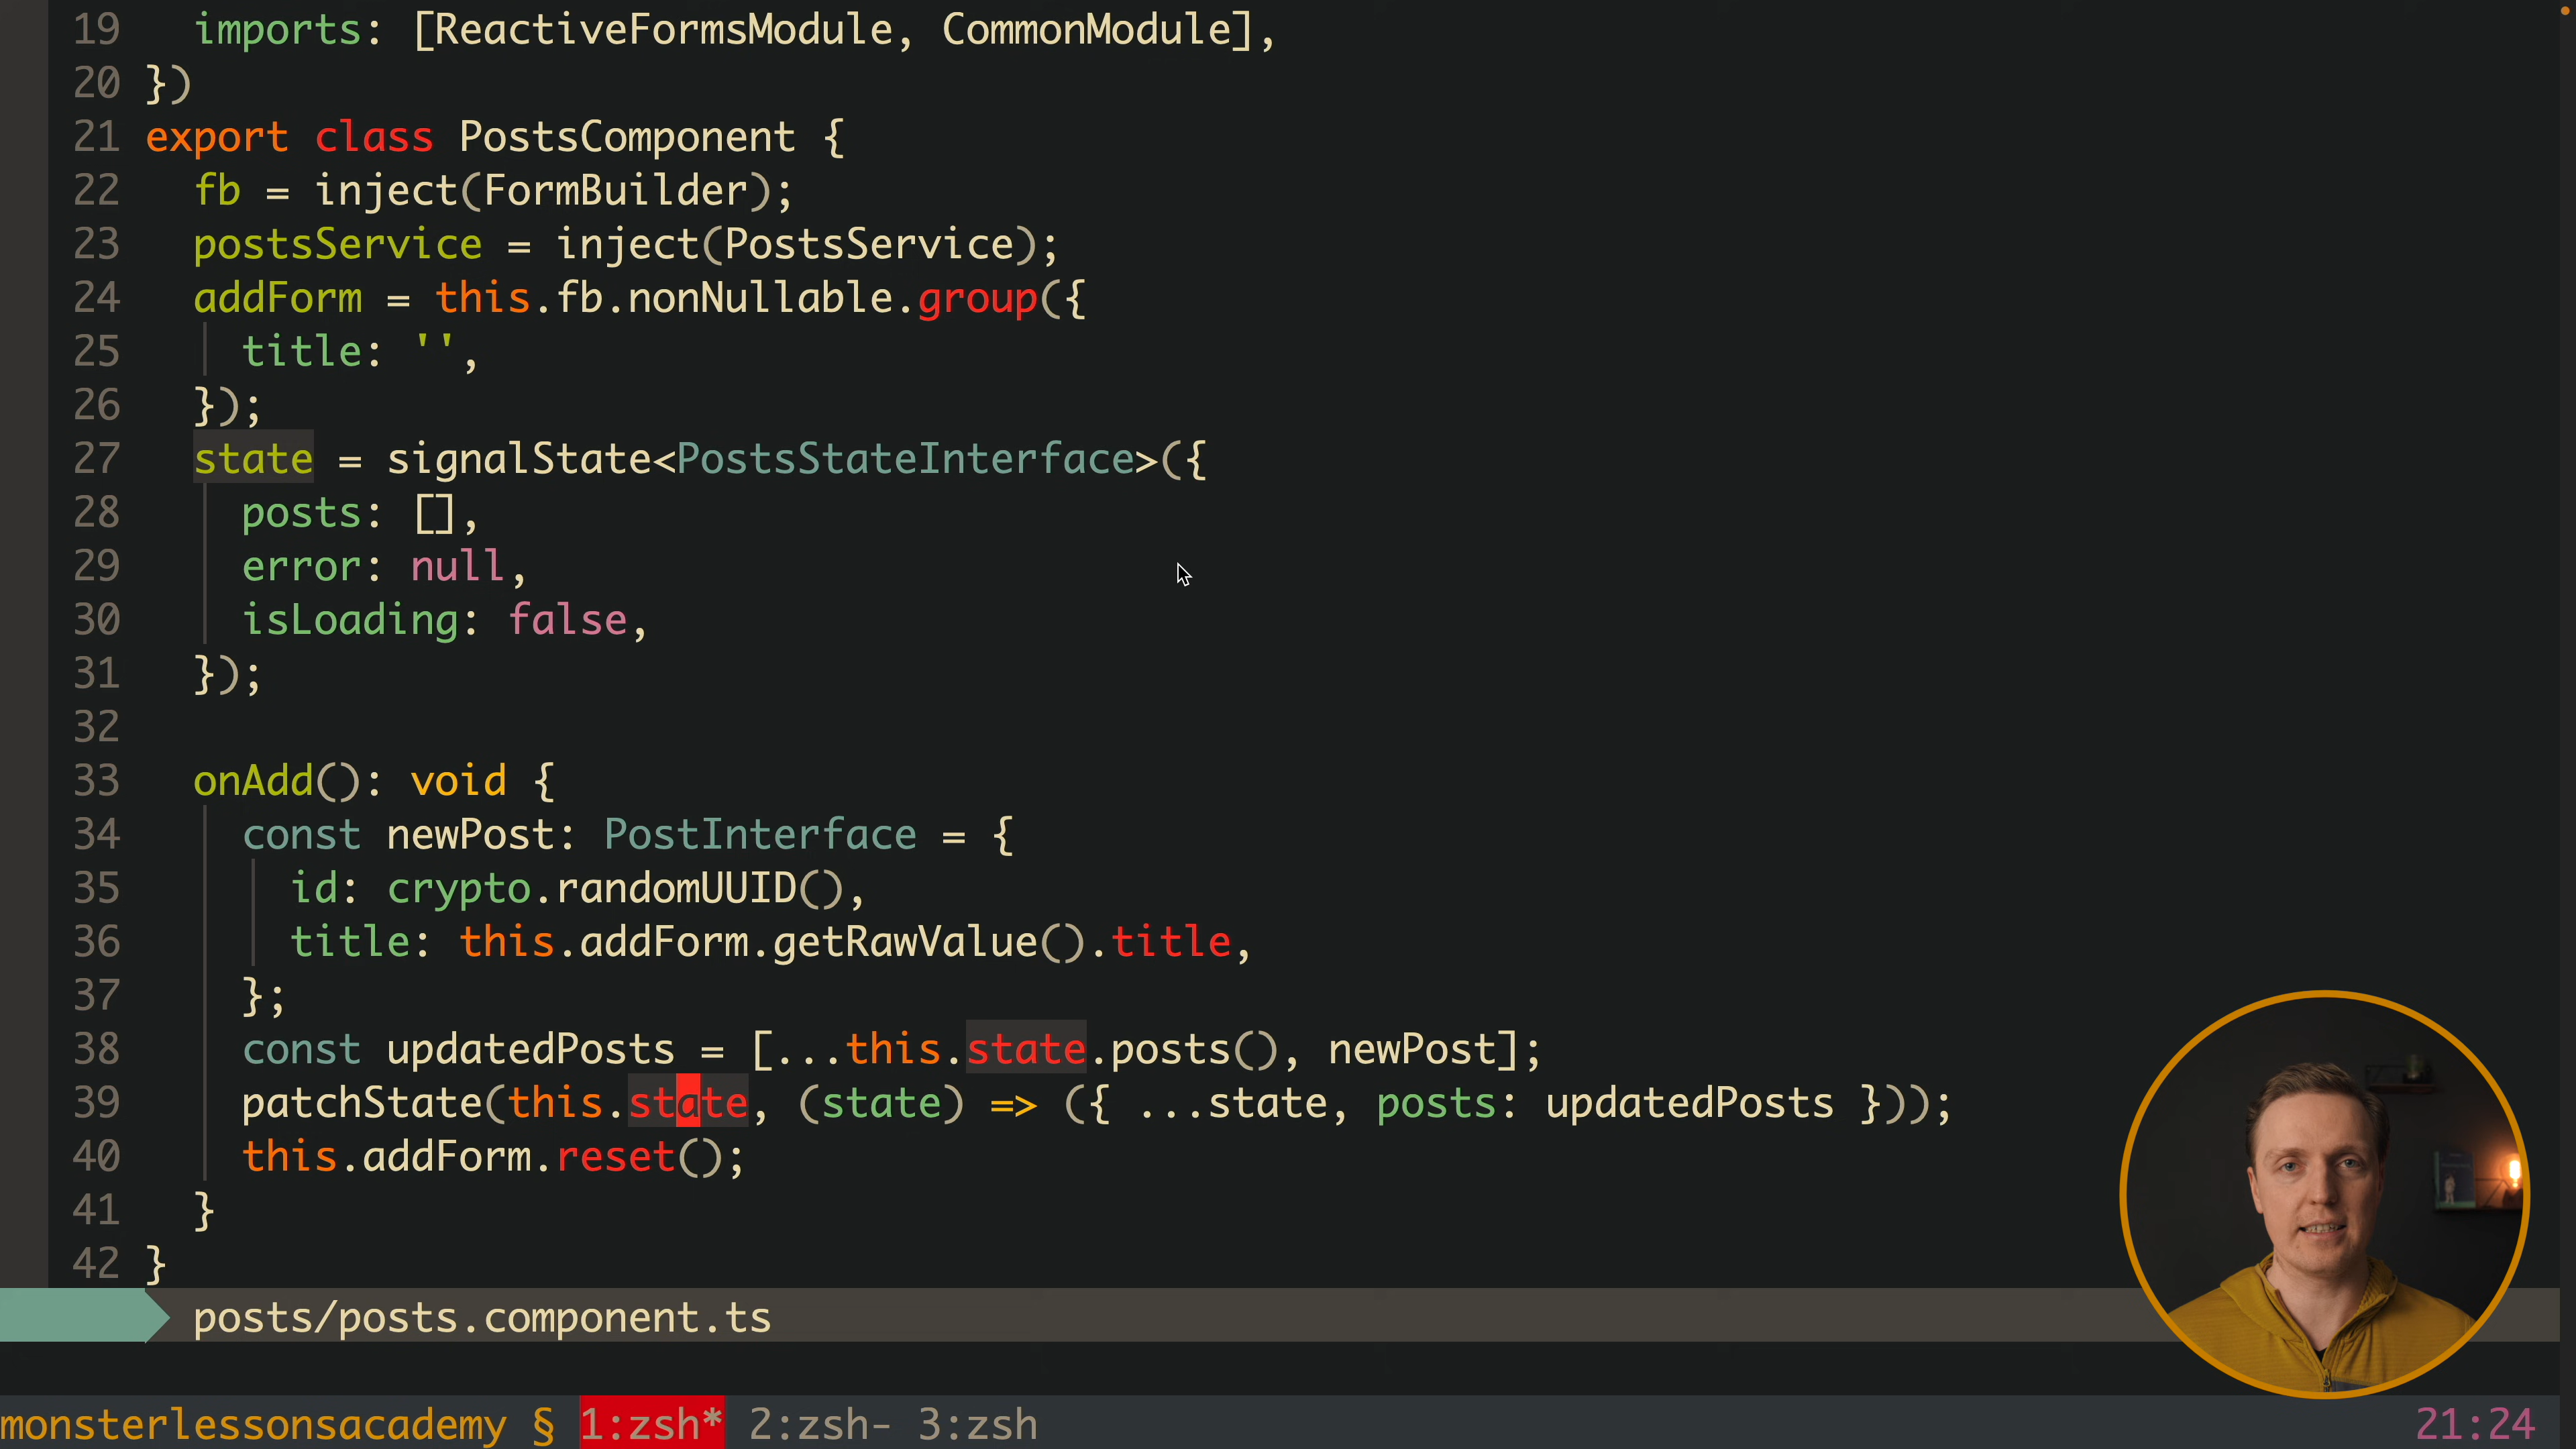 19 imports: [ReactiveFormsModule, CommonModule],
20 })
21 export class PostsComponent {
22 fb = inject(FormBuilder);
23 postsService = inject(PostsService);
24 addForm = this.fb.nonNullable.group({
25 title: '',
26 });
27 state = signalState<PostsStateInterface>({
28 posts: [],
29 error: null,
30 isLoading: false,
31 });
32
33 onAdd(): void {
34 const newPost: PostInterface = {
35 id: crypto.randomUUID(),
36 title: this.addForm.getRawValue().title,
37 };
38 const updatedPosts = [...this.state.posts(), newPost];
39 patchState(this.state, (state) => ({ ...state, posts: updatedPosts }));
40 this.addForm.reset();
41 }
42 }
posts/posts.component.ts
monsterlessonsacademy § 1:zsh* 2:zsh- 3:zsh 21:24